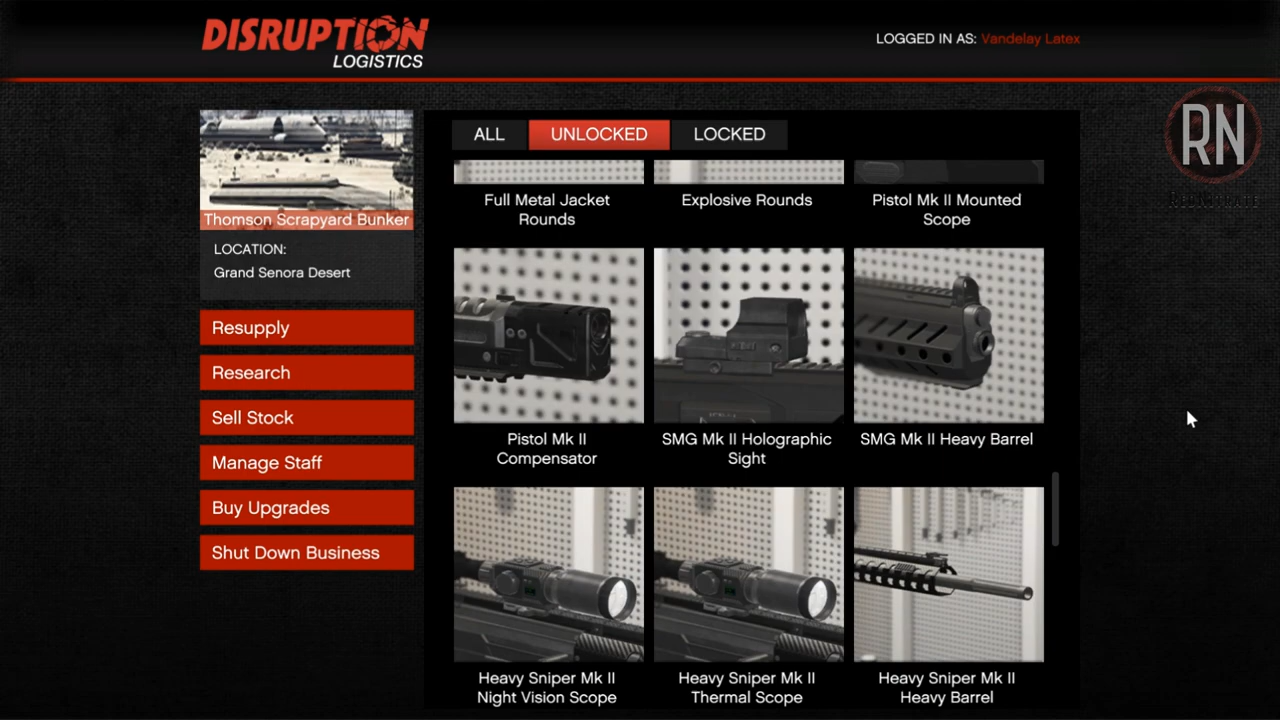 DISRUPTION
LOGISTICS
LOGGED IN AS: Vandelay Latex
RN
RedNitrate
Thomson Scrapyard Bunker
LOCATION:
Grand Senora Desert
Resupply
Research
Sell Stock
Manage Staff
Buy Upgrades
Shut Down Business
ALL
UNLOCKED
LOCKED
Full Metal Jacket
Rounds
Explosive Rounds
Pistol Mk II Mounted
Scope
Pistol Mk II
Compensator
SMG Mk II Holographic
Sight
SMG Mk II Heavy Barrel
Heavy Sniper Mk II
Night Vision Scope
Heavy Sniper Mk II
Thermal Scope
Heavy Sniper Mk II
Heavy Barrel